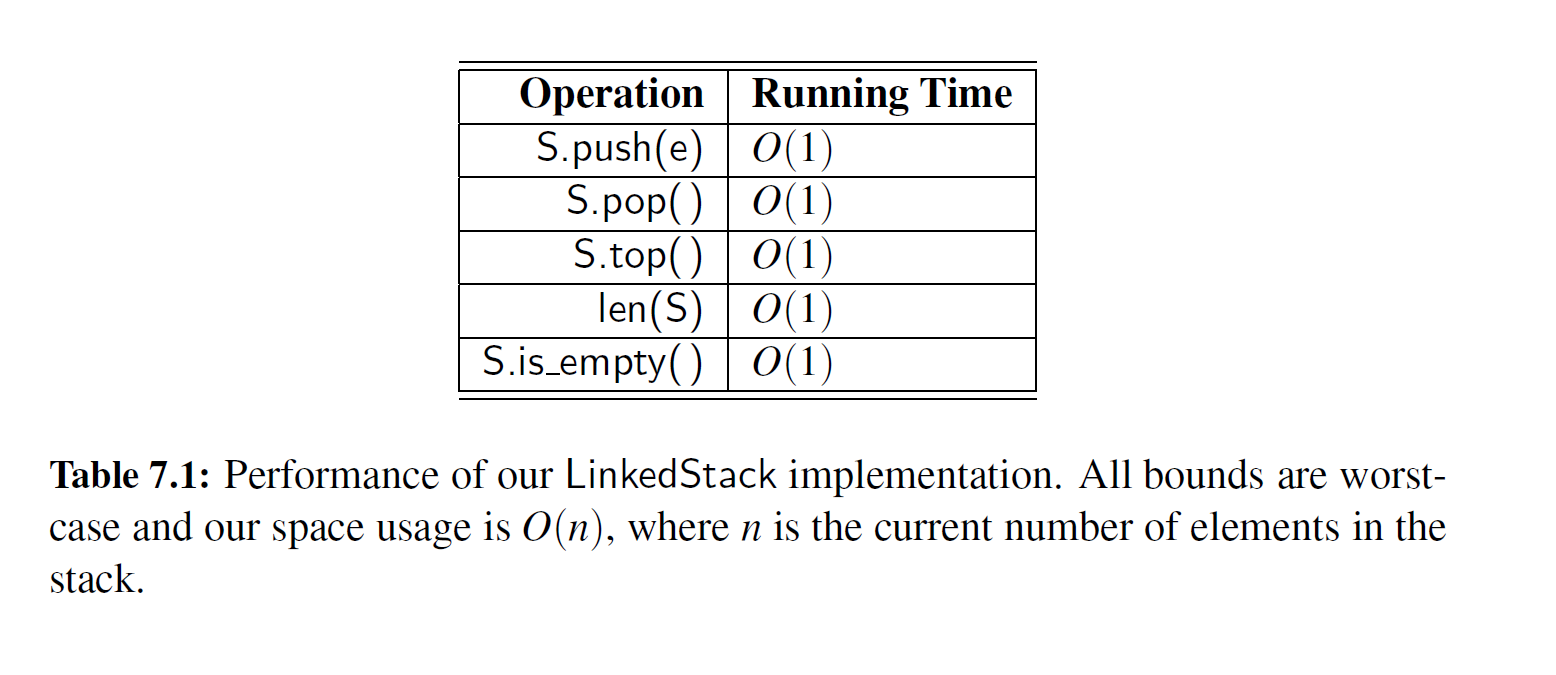 Operation Running Time
S.push(e) O(1)
S.pop( ) O(1)
S.top( ) O(1)
len(S) O(1)
S.is_empty( ) O(1)
Table 7.1: Performance of our LinkedStack implementation. All bounds are worst-
case and our space usage is O(n), where n is the current number of elements in the
stack.